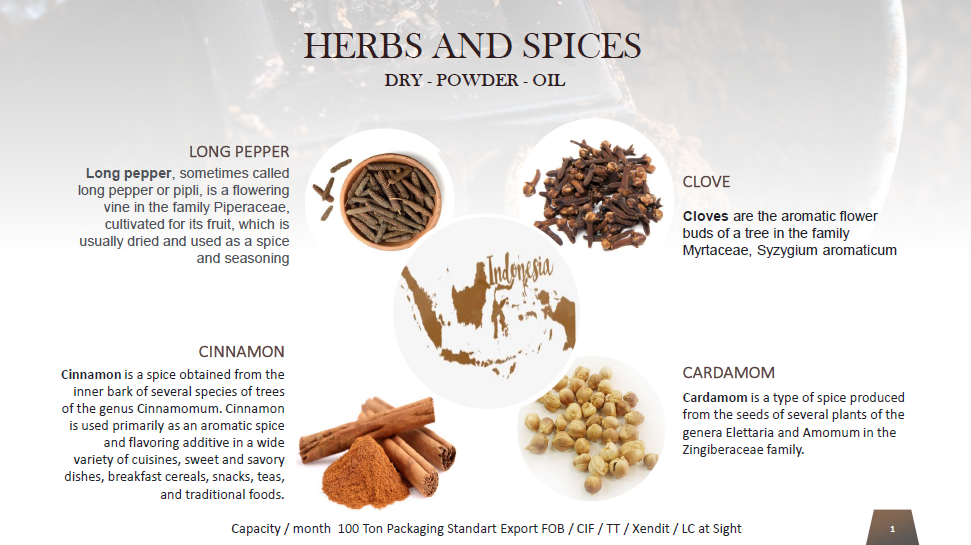 HERBS AND SPICES
DRY - POWDER - OIL
LONG PEPPER
Long pepper, sometimes called
long pepper or pipli, is a flowering
vine in the family Piperaceae,
cultivated for its fruit, which is
usually dried and used as a spice
and seasoning
CLOVE
Cloves are the aromatic flower
buds of a tree in the family
Myrtaceae, Syzygium aromaticum
Indonesia
CINNAMON
Cinnamon is a spice obtained from the
inner bark of several species of trees
of the genus Cinnamomum. Cinnamon
is used primarily as an aromatic spice
and flavoring additive in a wide
variety of cuisines, sweet and savory
dishes, breakfast cereals, snacks, teas,
and traditional foods.
CARDAMOM
Cardamom is a type of spice produced
from the seeds of several plants of the
genera Elettaria and Amomum in the
Zingiberaceae family.
Capacity / month 100 Ton Packaging Standart Export FOB / CIF / TT / Xendit / LC at Sight
1